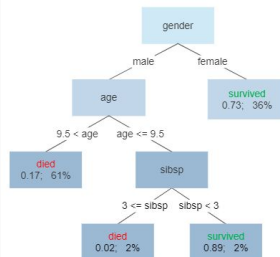 gender
male female
age
survived
0.73; 36%
9.5 < age age <= 9.5
died
0.17; 61%
sibsp
3 <= sibsp sibsp < 3
died
0.02; 2%
survived
0.89; 2%